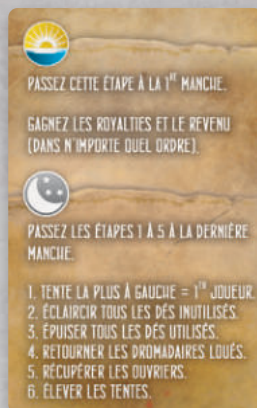 PASSEZ CETTE ÉTAPE À LA 1RE MANCHE.
GAGNEZ LES ROYALTIES ET LE REVENU
(DANS N'IMPORTE QUEL ORDRE).
PASSEZ LES ÉTAPES 1 À 5 À LA DERNIÈRE
MANCHE.
1. TENTE LA PLUS À GAUCHE = 1ER JOUEUR.
2. ÉCLAIRCIR TOUS LES DÉS INUTILISÉS.
3. ÉPUISER TOUS LES DÉS UTILISÉS.
4. RETOURNER LES DROMADAIRES LOUÉS.
5. RÉCUPÉRER LES OUVRIERS.
6. ÉLEVER LES TENTES.